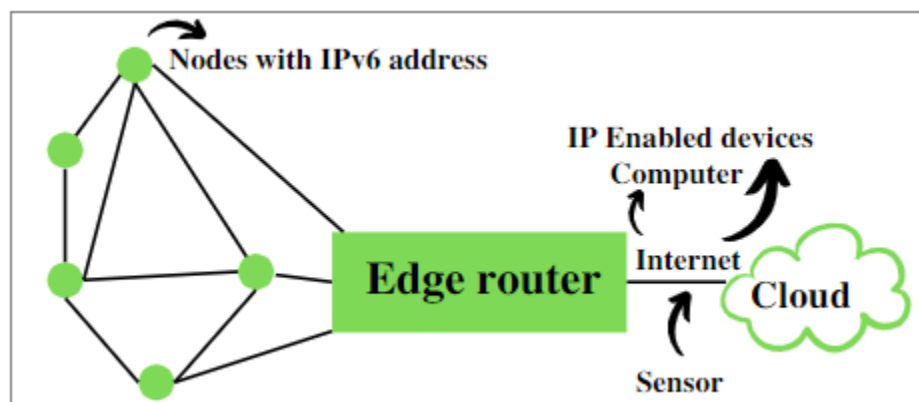 Nodes with IPv6 address
IP Enabled devices
Computer
Edge router
Internet
Cloud
Sensor